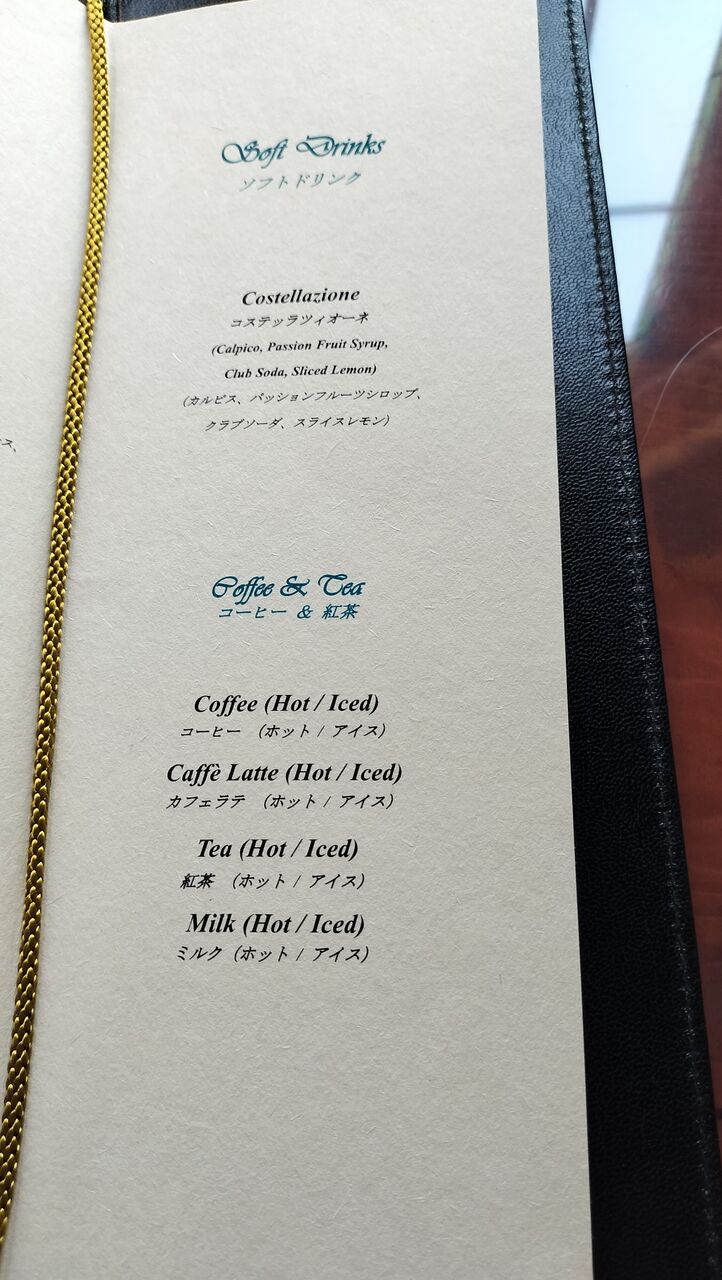 Soft Drinks
ソフトドリンク
Costellazione
コステッラツィオーネ
(Calpico, Passion Fruit Syrup,
Club Soda, Sliced Lemon)
(カルピス、パッションフルーツシロップ、
クラブソーダ、スライスレモン)
Coffee & Tea
コーヒー & 紅茶
Coffee (Hot / Iced)
コーヒー (ホット / アイス)
Caffè Latte (Hot / Iced)
カフェラテ (ホット / アイス)
Tea (Hot / Iced)
紅茶 (ホット / アイス)
Milk (Hot / Iced)
ミルク (ホット / アイス)